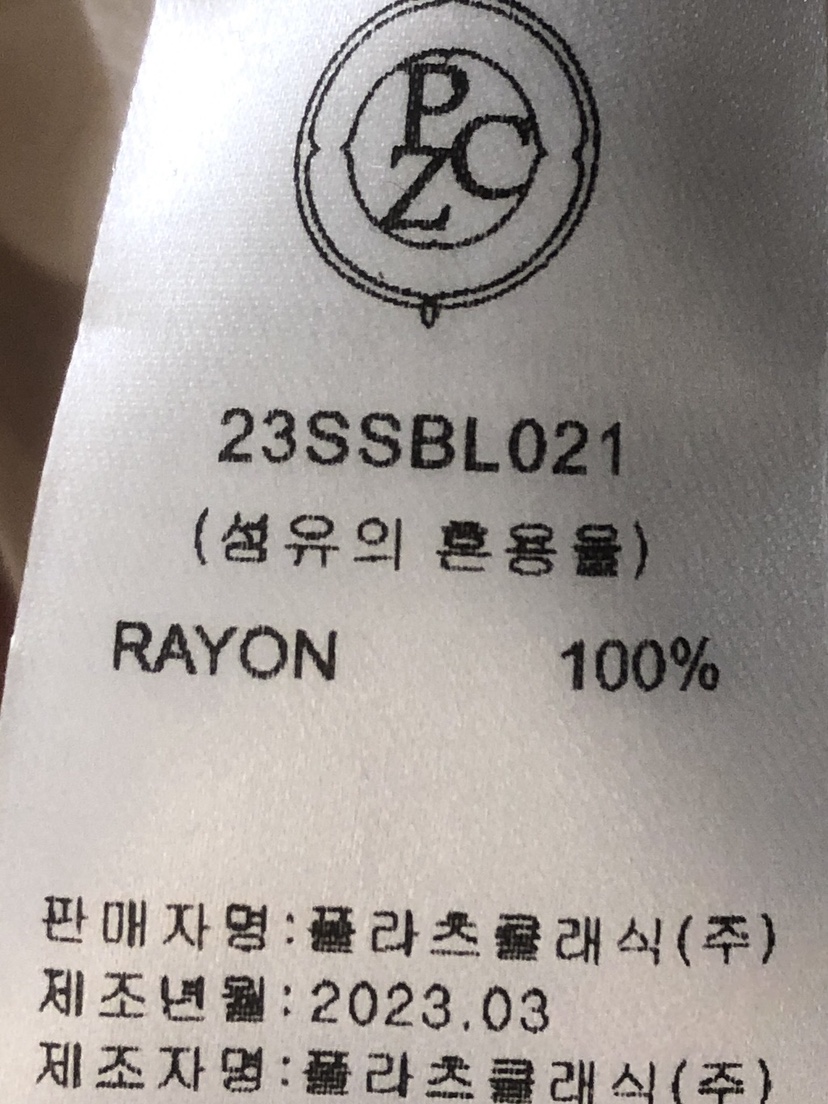 PZC
23SSBL021
(섬유의 혼용율)
RAYON 100%
판매자명:플라츠클래식(주)
제조년월:2023.03
제조자명:플라츠클래식(주)